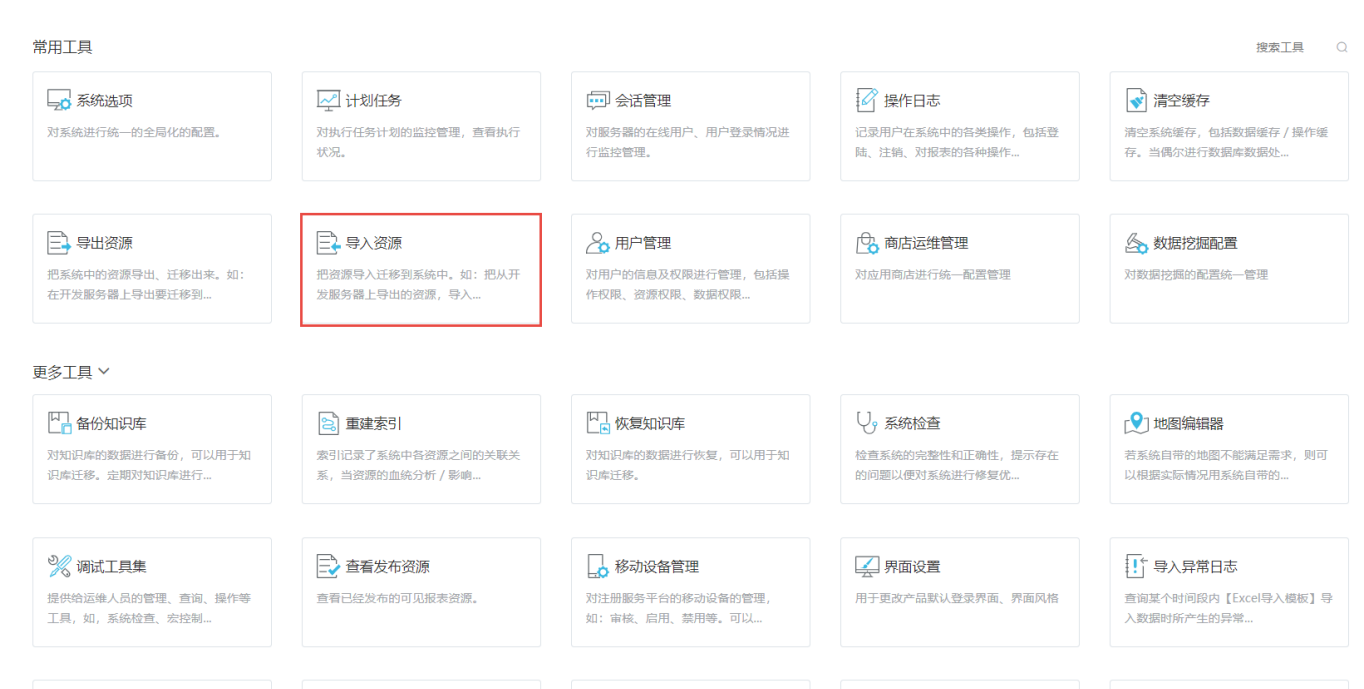 常用工具
搜索工具
系统选项
对系统进行统一的全局化的配置。
计划任务
对执行任务计划的监控管理，查看执行
状况。
会话管理
对服务器的在线用户、用户登录情况进
行监控管理。
操作日志
记录用户在系统中的各类操作，包括登
陆、注销、对报表的各种操作...
清空缓存
清空系统缓存，包括数据缓存 / 操作缓
存。当偶尔进行数据库数据处...
导出资源
把系统中的资源导出、迁移出来。如：
在开发服务器上导出要迁移到...
导入资源
把资源导入迁移到系统中。如：把从开
发服务器上导出的资源，导入...
用户管理
对用户的信息及权限进行管理，包括操
作权限、资源权限、数据权限...
商店运维管理
对应用商店进行统一配置管理
数据挖掘配置
对数据挖掘的配置统一管理
更多工具
备份知识库
对知识库的数据进行备份，可以用于知
识库迁移。定期对知识库进行...
重建索引
索引记录了系统中各资源之间的关联关
系，当资源的血统分析 / 影响...
恢复知识库
对知识库的数据进行恢复，可以用于知
识库迁移。
系统检查
检查系统的完整性和正确性，提示存在
的问题以便对系统进行修复优...
地图编辑器
若系统自带的地图不能满足需求，则可
以根据实际情况用系统自带的...
调试工具集
提供给运维人员的管理、查询、操作等
工具，如，系统检查、宏控制...
查看发布资源
查看已经发布的可见报表资源。
移动设备管理
对注册服务平台的移动设备的管理，
如：审核、启用、禁用等。可以...
界面设置
用于更改产品默认登录界面、界面风格
导入异常日志
查询某个时间段内【Excel导入模板】导
入数据时所产生的异常...